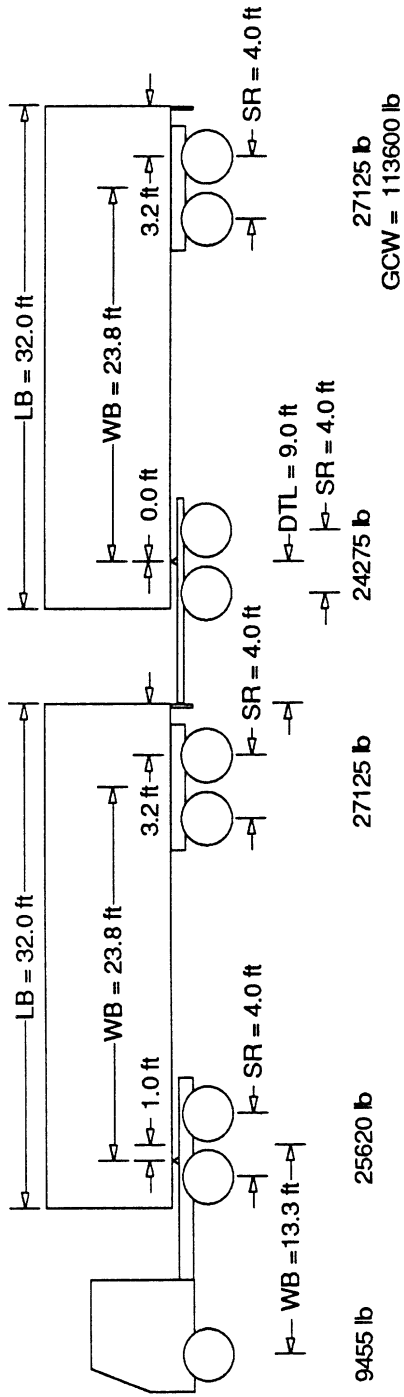 LB = 32.0 ft
LB = 32.0 ft
WB = 23.8 ft
WB = 23.8 ft
1.0 ft
3.2 ft
0.0 ft
3.2 ft
SR = 4.0 ft
SR = 4.0 ft
SR = 4.0 ft
WB = 13.3 ft
DTL = 9.0 ft
SR = 4.0 ft
9455 lb
25620 lb
27125 lb
24275 lb
27125 lb
GCW = 113600 lb